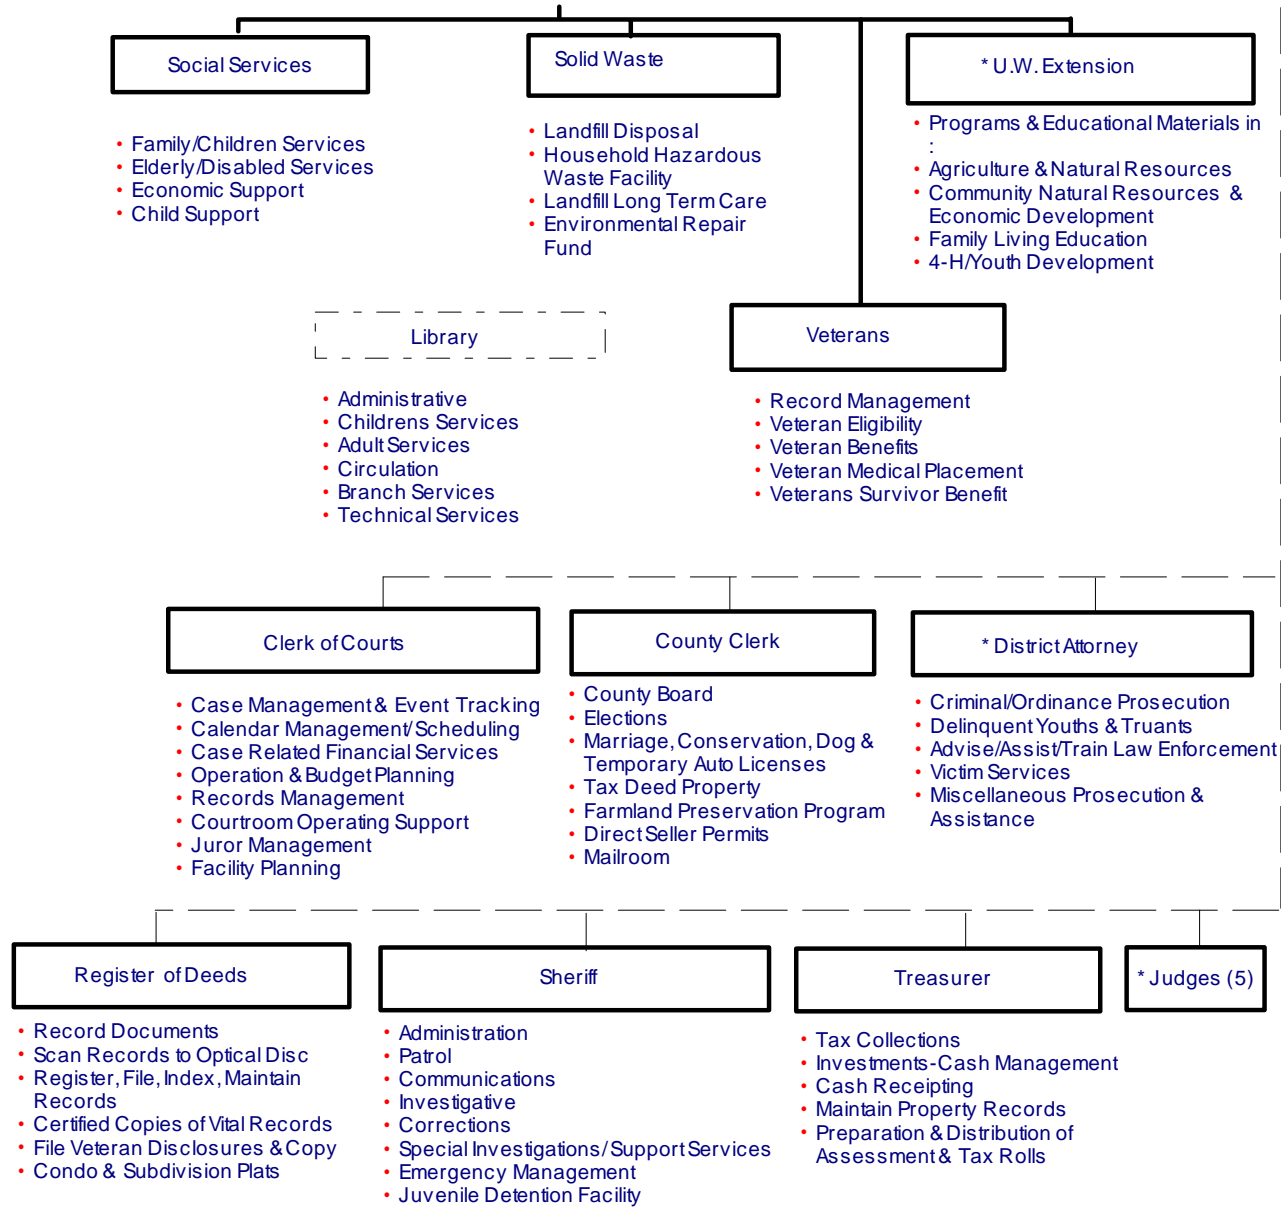 Social Services
Solid Waste
* U.W. Extension
• Family/Children Services
• Elderly/Disabled Services
• Economic Support
• Child Support
• Landfill Disposal
• Household Hazardous
Waste Facility
• Landfill Long Term Care
• Environmental Repair
Fund
• Programs & Educational Materials in
:
• Agriculture & Natural Resources
• Community Natural Resources &
Economic Development
• Family Living Education
• 4-H/Youth Development
Library
Veterans
• Administrative
• Childrens Services
• Adult Services
• Circulation
• Branch Services
• Technical Services
• Record Management
• Veteran Eligibility
• Veteran Benefits
• Veteran Medical Placement
• Veterans Survivor Benefit
Clerk of Courts
County Clerk
* District Attorney
• Case Management & Event Tracking
• Calendar Management/Scheduling
• Case Related Financial Services
• Operation & Budget Planning
• Records Management
• Courtroom Operating Support
• Juror Management
• Facility Planning
• County Board
• Elections
• Marriage, Conservation, Dog &
Temporary Auto Licenses
• Tax Deed Property
• Farmland Preservation Program
• Direct Seller Permits
• Mailroom
• Criminal/Ordinance Prosecution
• Delinquent Youths & Truants
• Advise/Assist/Train Law Enforcement
• Victim Services
• Miscellaneous Prosecution &
Assistance
Register of Deeds
Sheriff
Treasurer
* Judges (5)
• Record Documents
• Scan Records to Optical Disc
• Register, File, Index, Maintain
Records
• Certified Copies of Vital Records
• File Veteran Disclosures & Copy
• Condo & Subdivision Plats
• Administration
• Patrol
• Communications
• Investigative
• Corrections
• Special Investigations/Support Services
• Emergency Management
• Juvenile Detention Facility
• Tax Collections
• Investments-Cash Management
• Cash Receipting
• Maintain Property Records
• Preparation & Distribution of
Assessment & Tax Rolls